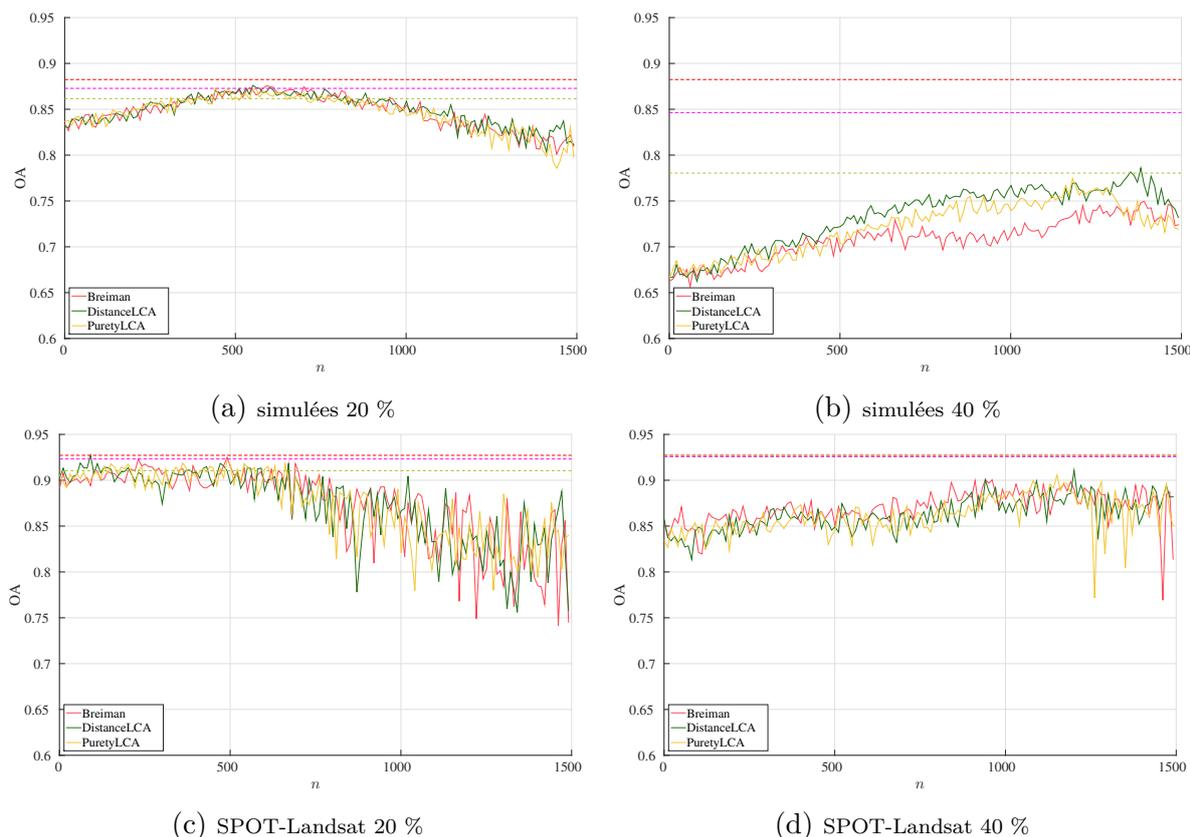 0.95
0.9
0.85
0.8
0.75
0.7
0.65
0.6
OA
Breiman
DistanceLCA
PuretyLCA
0 500 1000 1500
n
(a) simulées 20 %
0.95
0.9
0.85
0.8
0.75
0.7
0.65
0.6
OA
Breiman
DistanceLCA
PuretyLCA
0 500 1000 1500
n
(b) simulées 40 %
0.95
0.9
0.85
0.8
0.75
0.7
0.65
0.6
OA
Breiman
DistanceLCA
PuretyLCA
0 500 1000 1500
n
(c) SPOT-Landsat 20 %
0.95
0.9
0.85
0.8
0.75
0.7
0.65
0.6
OA
Breiman
DistanceLCA
PuretyLCA
0 500 1000 1500
n
(d) SPOT-Landsat 40 %